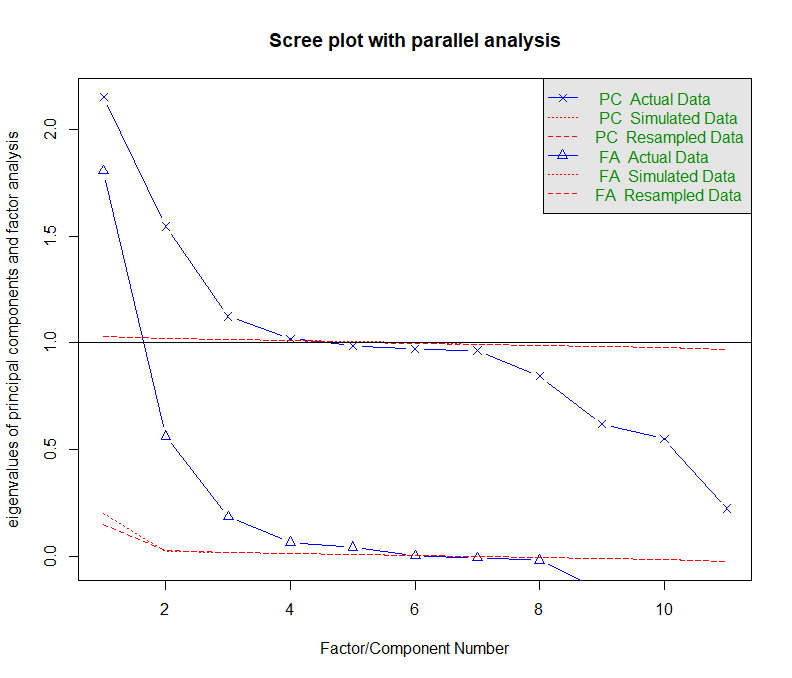 Scree plot with parallel analysis
PC  Actual Data
PC  Simulated Data
PC  Resampled Data
FA  Actual Data
FA  Simulated Data
FA  Resampled Data
eigenvalues of principal components and factor analysis
2.0
1.5
1.0
0.5
0.0
2 4 6 8 10
Factor/Component Number